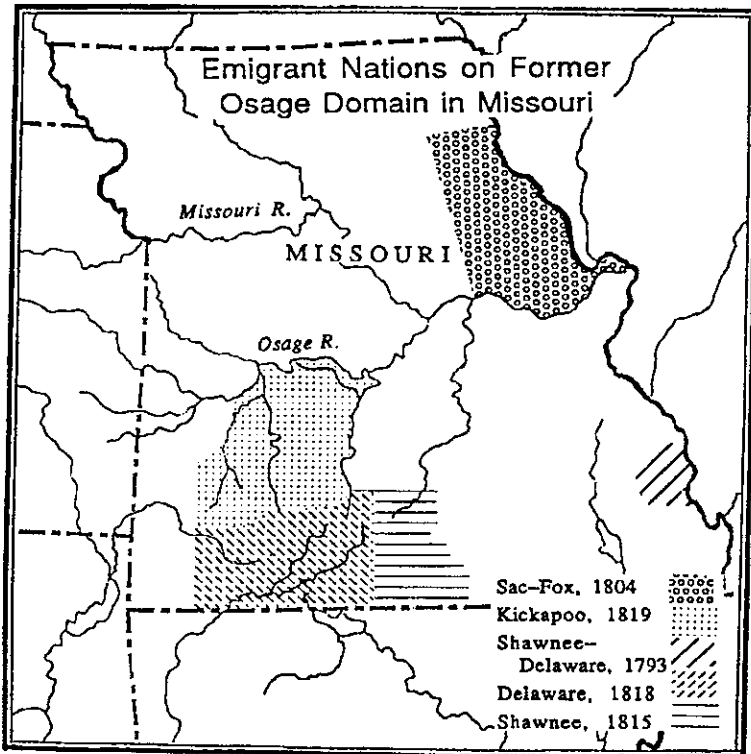 Emigrant Nations on Former
Osage Domain in Missouri
Missouri R.
MISSOURI
Osage R.
Sac-Fox, 1804
Kickapoo, 1819
Shawnee-
Delaware, 1793
Delaware, 1818
Shawnee, 1815